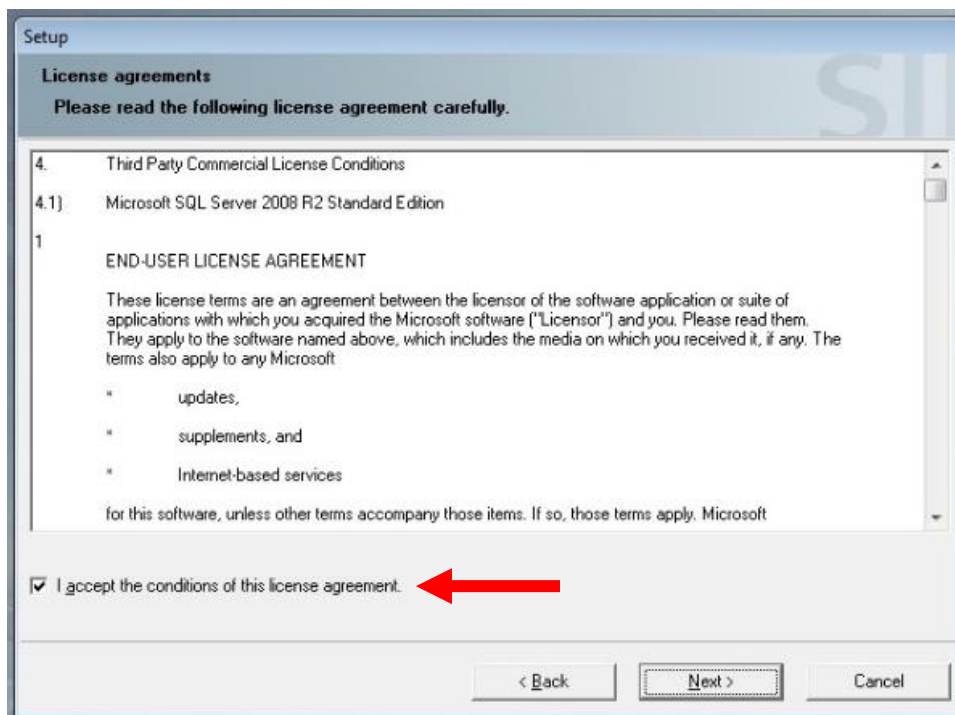 Setup
License agreements
Please read the following license agreement carefully.
4. Third Party Commercial License Conditions
4.1) Microsoft SQL Server 2008 R2 Standard Edition
1
END-USER LICENSE AGREEMENT
These license terms are an agreement between the licensor of the software application or suite of
applications with which you acquired the Microsoft software ("Licensor") and you. Please read them.
They apply to the software named above, which includes the media on which you received it, if any. The
terms also apply to any Microsoft
* updates,
* supplements, and
* Internet-based services
for this software, unless other terms accompany those items. If so, those terms apply. Microsoft
I accept the conditions of this license agreement.
< Back
Next >
Cancel